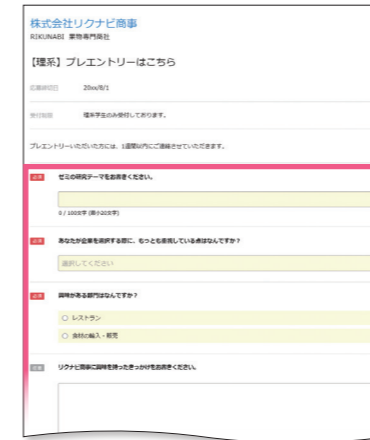 株式会社リクナビ商事
RIKUNABI 業物専門商社
【理系】プレエントリーはこちら
応募締切日 20xx/8/1
受付制限 理系学生のみ受付しております。
プレエントリーいただいた方には、1週間以内にご連絡させていただきます。
必須 ゼミの研究テーマをお書きください。
0 / 100文字 (最小20文字)
必須 あなたが企業を選択する際に、もっとも重視している点はなんですか?
選択してください
必須 興味がある部門はなんですか?
レストラン
食材の輸入・販売
任意 リクナビ商事に興味を持ったきっかけをお書きください。